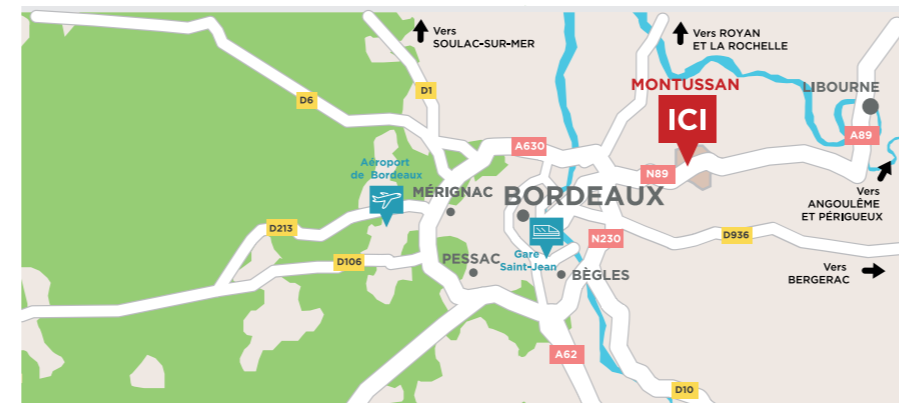 Vers
SOULAC-SUR-MER
Vers ROYAN
ET LA ROCHELLE
MONTUSSAN
ICI
LIBOURNE
D1
D6
A630
A89
N89
Aéroport
de Bordeaux
MÉRIGNAC
BORDEAUX
Vers
ANGOULÊME
ET PÉRIGUEUX
D213
N230
D936
D106
PESSAC
Gare
Saint-Jean
BÈGLES
Vers
BERGERAC
A62
D10